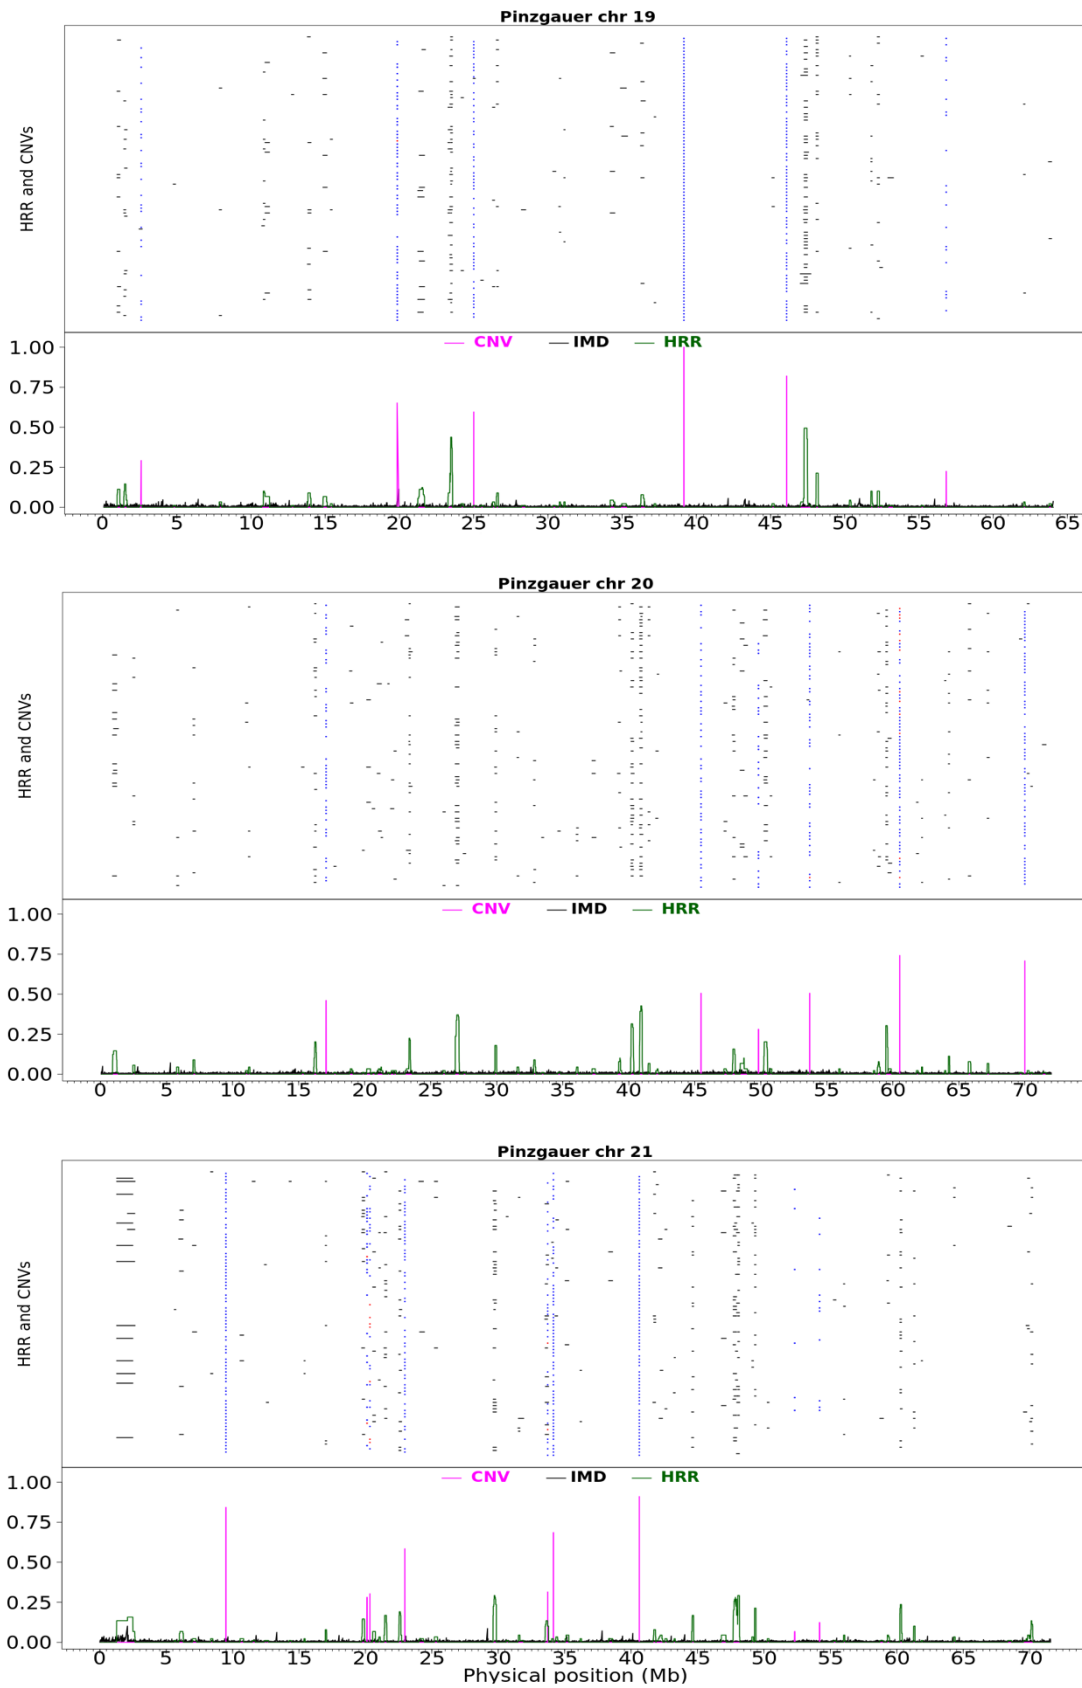 Pinzgauer chr 19
HRR and CNVs
CNV IMD HRR
1.00
0.75
0.50
0.25
0.00
0 5 10 15 20 25 30 35 40 45 50 55 60 65
Pinzgauer chr 20
HRR and CNVs
CNV IMD HRR
1.00
0.75
0.50
0.25
0.00
0 5 10 15 20 25 30 35 40 45 50 55 60 65 70
Pinzgauer chr 21
HRR and CNVs
CNV IMD HRR
1.00
0.75
0.50
0.25
0.00
0 5 10 15 20 25 30 35 40 45 50 55 60 65 70
Physical position (Mb)